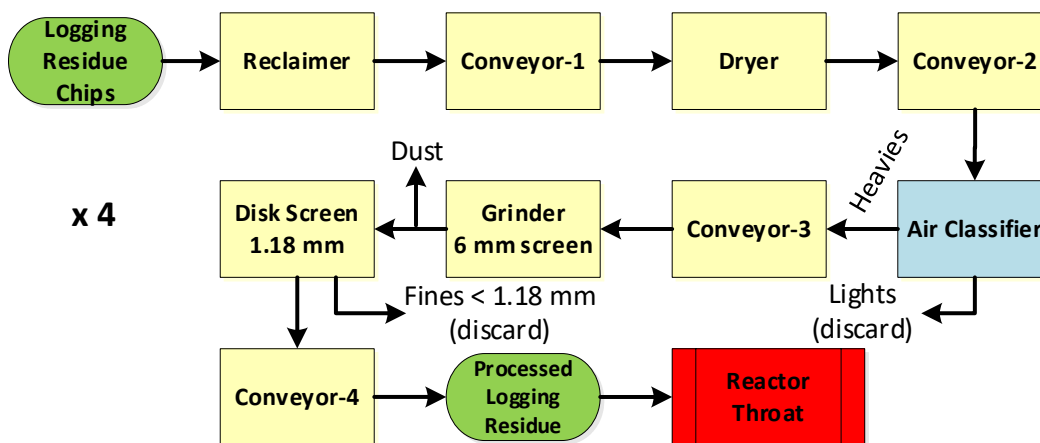 Logging
Residue
Chips
Reclaimer
Conveyor-1
Dryer
Conveyor-2
Heavies
Dust
x 4
Disk Screen
1.18 mm
Grinder
6 mm screen
Conveyor-3
Air Classifier
Fines < 1.18 mm
(discard)
Lights
(discard)
Conveyor-4
Processed
Logging
Residue
Reactor
Throat